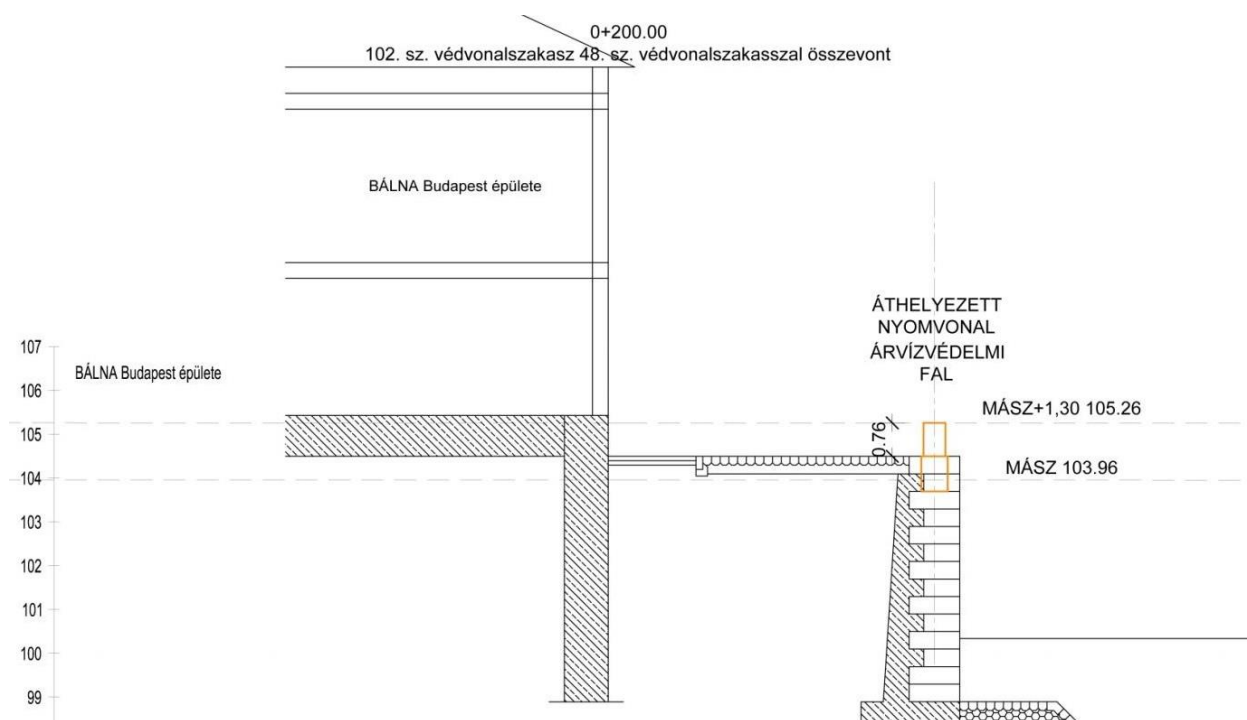 0+200.00
102. sz. védvonalszakasz 48. sz. védvonalszakasszal összevont
BÁLNA Budapest épülete
ÁTHELYEZETT
NYOMVONAL
ÁRVÍZVÉDELMI
FAL
107
BÁLNA Budapest épülete
106
MÁSZ+1,30 105.26
105
0.76
104
MÁSZ 103.96
103
102
101
100
99